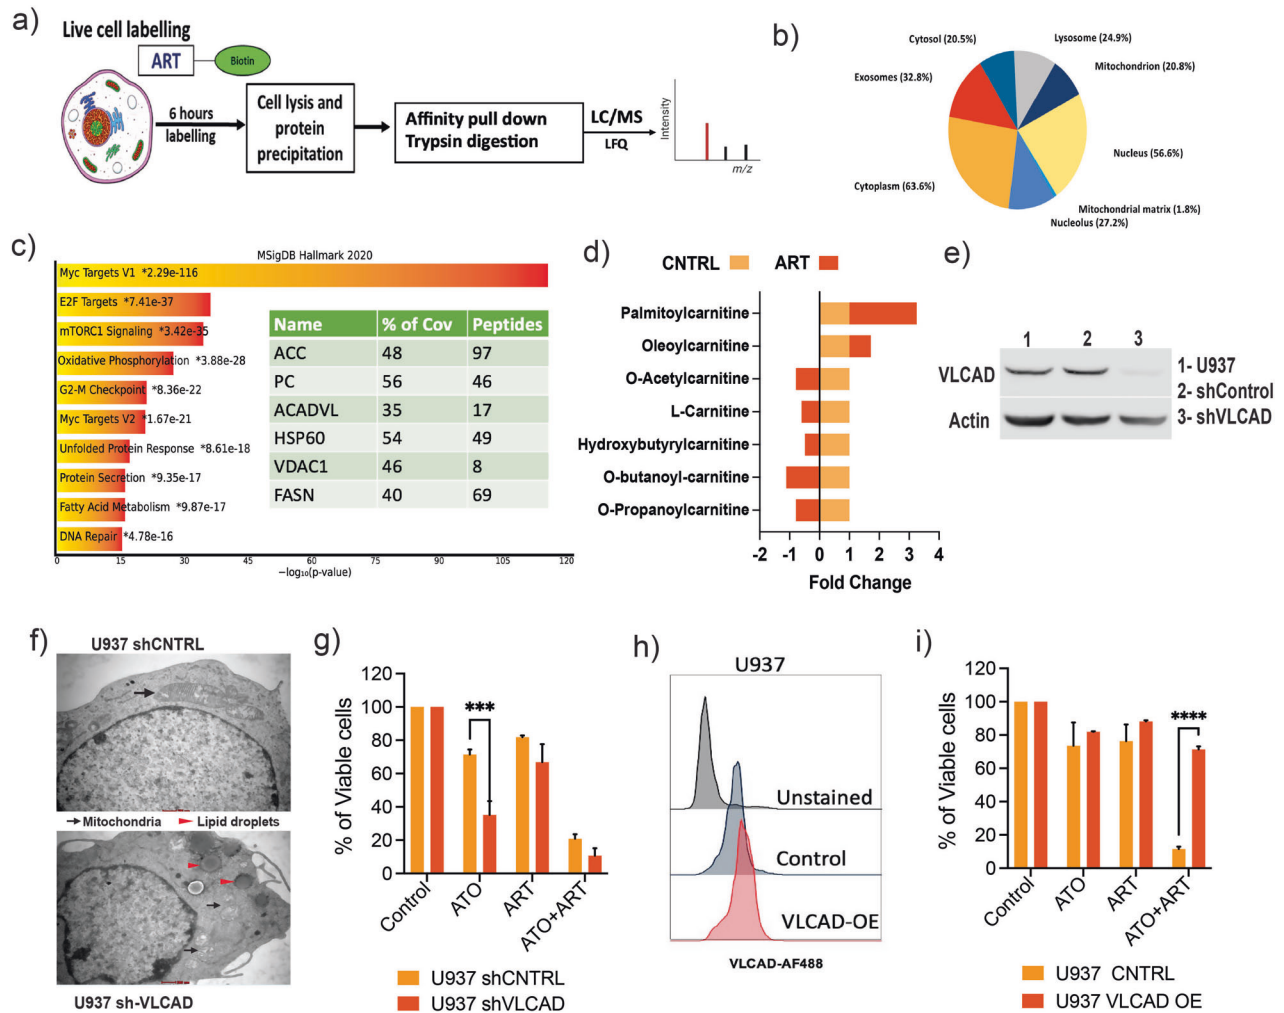 a)
Live cell labelling
ART
Biotin
6 hours
labelling
Cell lysis and
protein
precipitation
Affinity pull down
Trypsin digestion
LC/MS
LFQ
Intensity
m/z
b)
Cytosol (20.5%)
Lysosome (24.9%)
Exosomes (32.8%)
Mitochondrion (20.8%)
Nucleus (56.6%)
Cytoplasm (63.6%)
Mitochondrial matrix (1.8%)
Nucleolus (27.2%)
c)
MSigDB Hallmark 2020
Myc Targets V1 *2.29e-116
E2F Targets *7.41e-37
mTORC1 Signaling *3.42e-35
Oxidative Phosphorylation *3.88e-28
G2-M Checkpoint *8.36e-22
Myc Targets V2 *1.67e-21
Unfolded Protein Response *8.61e-18
Protein Secretion *9.35e-17
Fatty Acid Metabolism *9.87e-17
DNA Repair *4.78e-16
0 15 30 45 60 75 90 105 120
−log₁₀(p-value)
Name % of Cov Peptides
ACC 48 97
PC 56 46
ACADVL 35 17
HSP60 54 49
VDAC1 46 8
FASN 40 69
d)
CNTRL ART
Palmitoylcarnitine
Oleoylcarnitine
O-Acetylcarnitine
L-Carnitine
Hydroxybutyrylcarnitine
O-butanoyl-carnitine
O-Propanoylcarnitine
-2 -1 0 1 2 3 4
Fold Change
e)
1 2 3
VLCAD
Actin
1- U937
2- shControl
3- shVLCAD
f)
U937 shCNTRL
Mitochondria Lipid droplets
U937 sh-VLCAD
g)
% of Viable cells
120
100
80
60
40
20
0
***
Control
ATO
ART
ATO+ART
U937 shCNTRL
U937 shVLCAD
h)
U937
Unstained
Control
VLCAD-OE
VLCAD-AF488
i)
% of Viable cells
120
100
80
60
40
20
0
****
Control
ATO
ART
ATO+ART
U937 CNTRL
U937 VLCAD OE